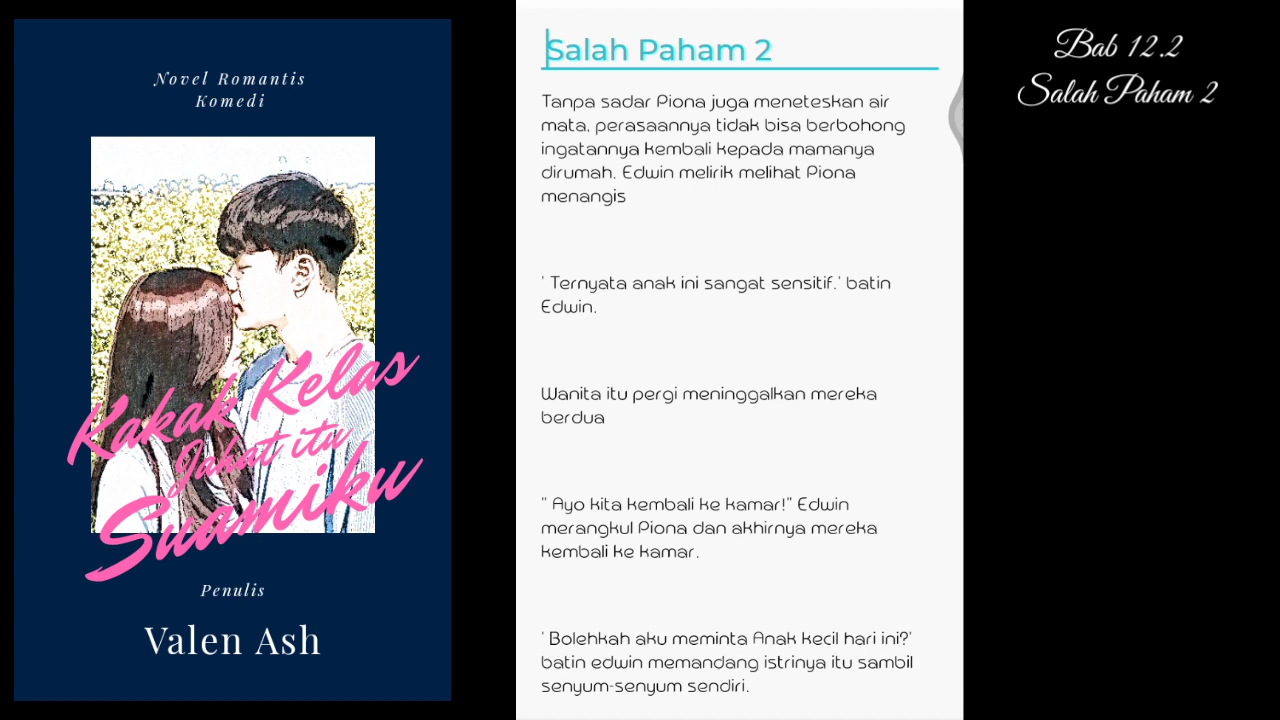 Novel Romantis
Komedi
Kakak Kelas
Jahat itu
Suamiku
Penulis
Valen Ash
Salah Paham 2
Tanpa sadar Piona juga meneteskan air
mata, perasaannya tidak bisa berbohong
ingatannya kembali kepada mamanya
dirumah. Edwin melirik melihat Piona
menangis
' Ternyata anak ini sangat sensitif.' batin
Edwin.
Wanita itu pergi meninggalkan mereka
berdua
" Ayo kita kembali ke kamar!" Edwin
merangkul Piona dan akhirnya mereka
kembali ke kamar.
' Bolehkah aku meminta Anak kecil hari ini?'
batin edwin memandang istrinya itu sambil
senyum-senyum sendiri.
Bab 12.2
Salah Paham 2